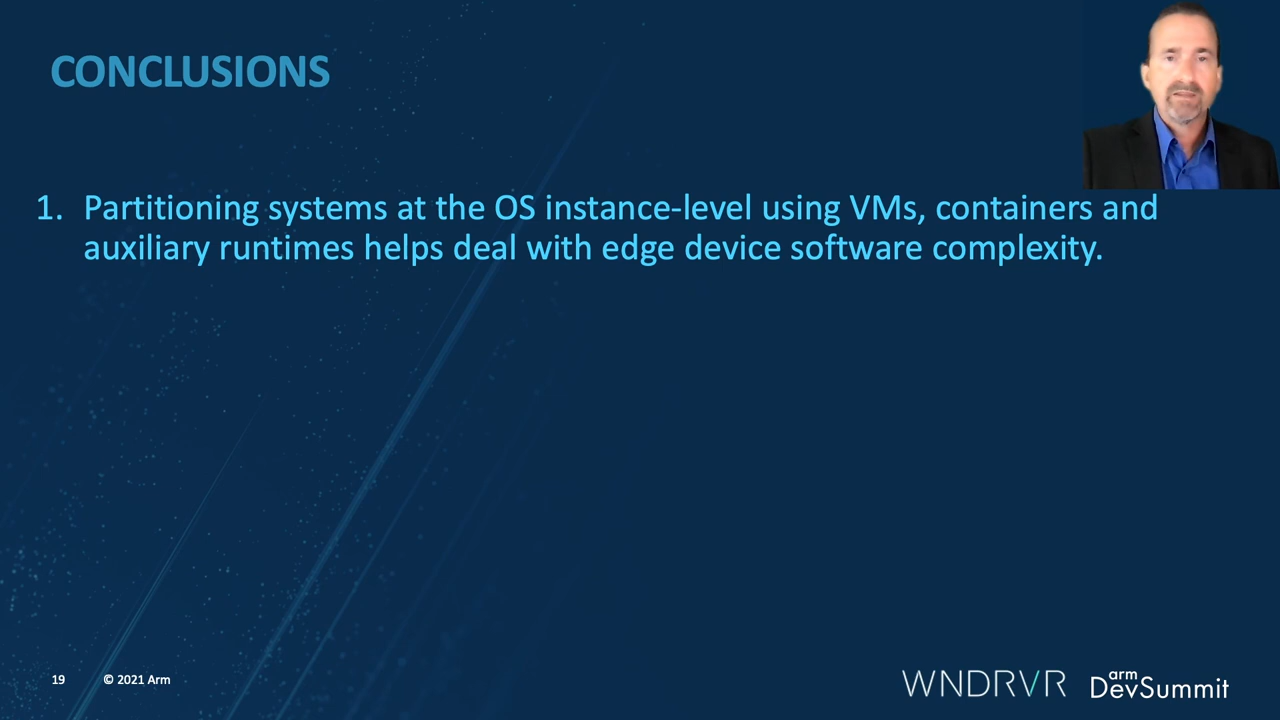 CONCLUSIONS
1. Partitioning systems at the OS instance-level using VMs, containers and
auxiliary runtimes helps deal with edge device software complexity.
19 © 2021 Arm
WNDRVR
arm
DevSummit